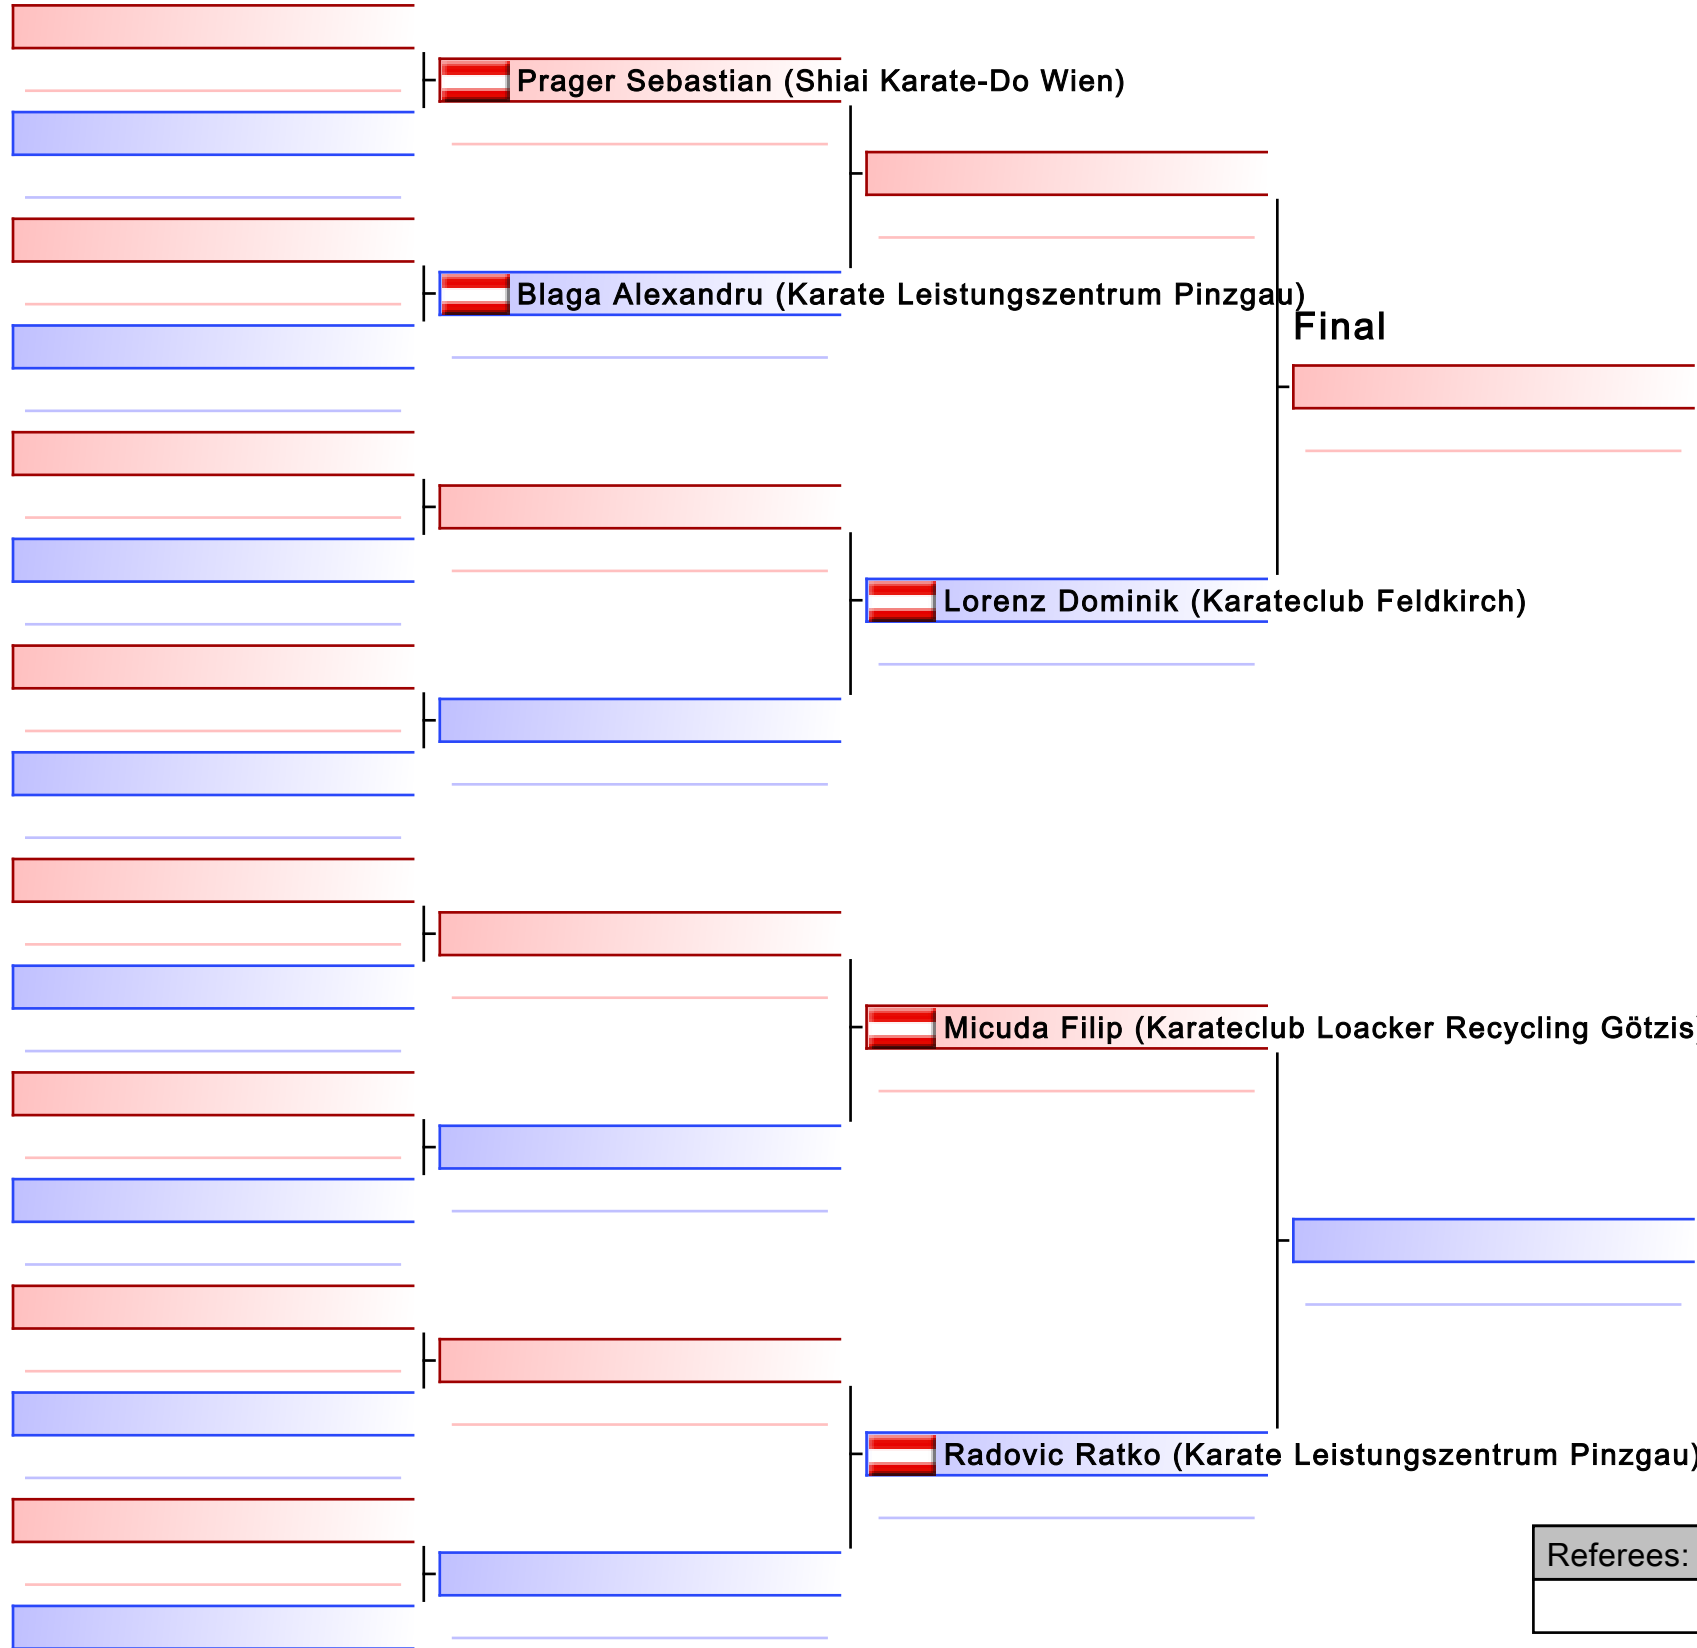 Prager Sebastian (Shiai Karate-Do Wien)
Blaga Alexandru (Karate Leistungszentrum Pinzgau)
Final
Lorenz Dominik (Karateclub Feldkirch)
Micuda Filip (Karateclub Loacker Recycling Götzis)
Radovic Ratko (Karate Leistungszentrum Pinzgau)
Referees: